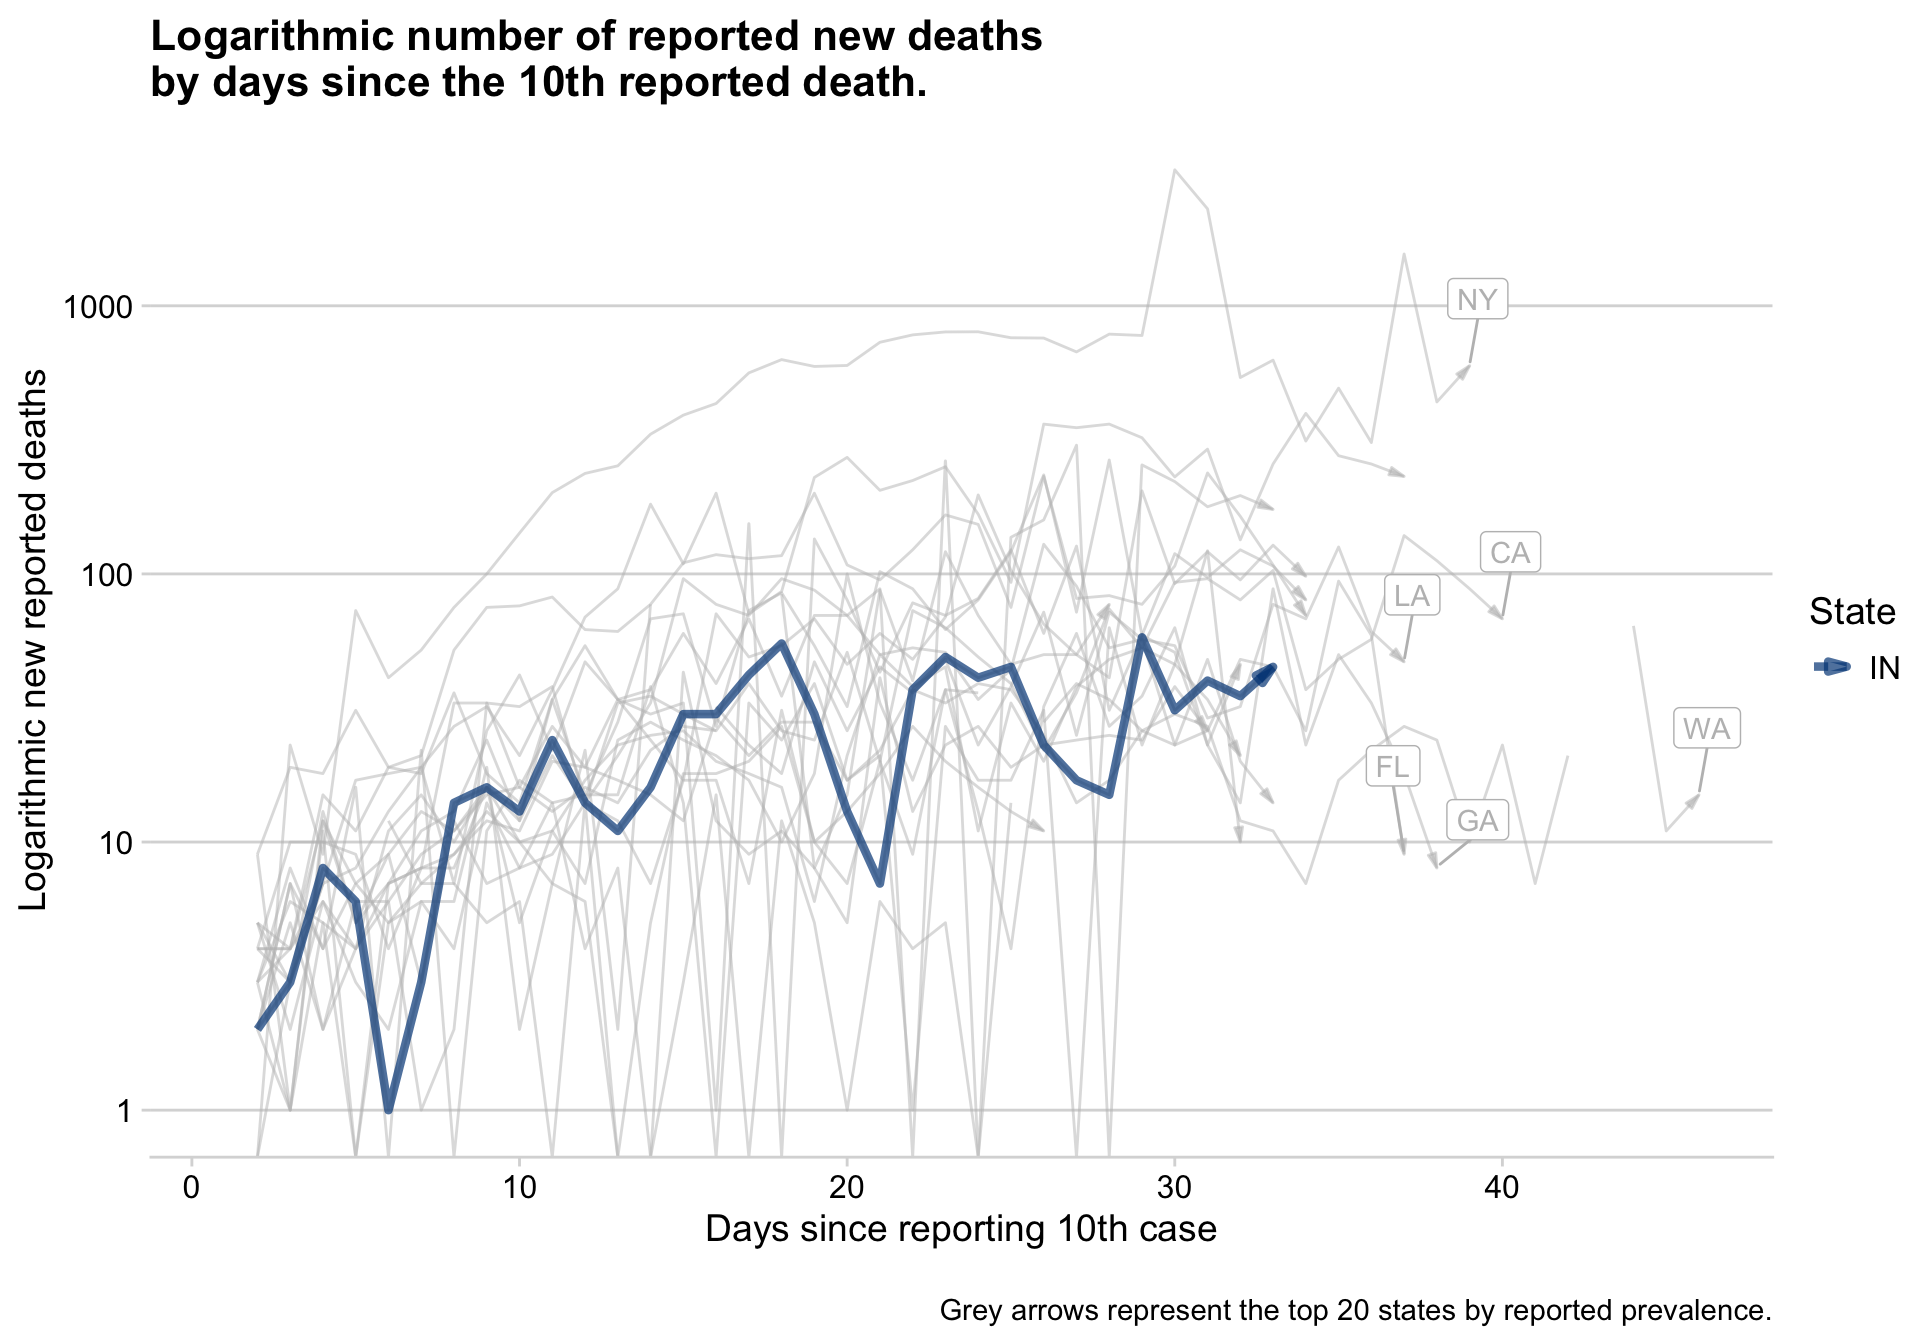 Logarithmic number of reported new deaths
by days since the 10th reported death.
Logarithmic new reported deaths
1000
100
10
1
NY
CA
LA
WA
FL
GA
State
IN
0 10 20 30 40
Days since reporting 10th case
Grey arrows represent the top 20 states by reported prevalence.